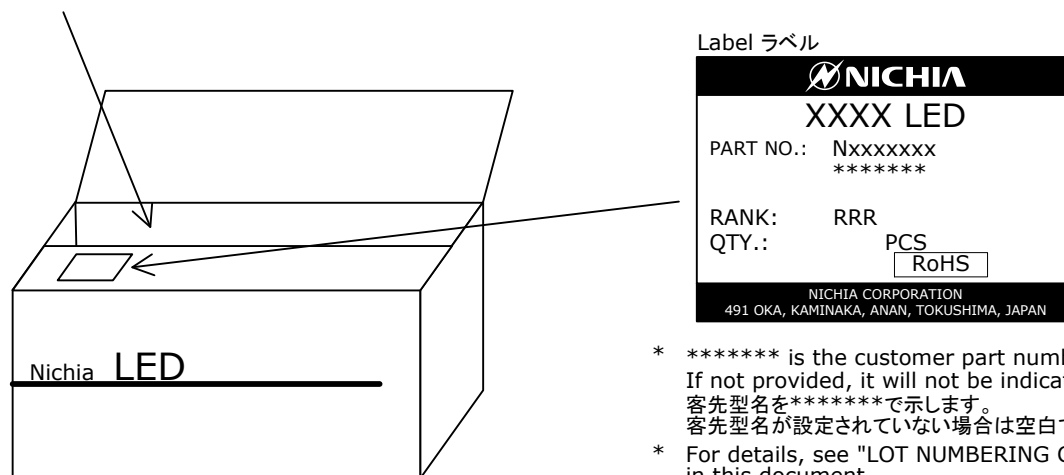 Label ラベル
NICHIA
XXXX LED
PART NO.: Nxxxxxxx
*******
RANK: RRR
QTY.: PCS
RoHS
NICHIA CORPORATION
491 OKA, KAMINAKA, ANAN, TOKUSHIMA, JAPAN
Nichia LED
* ******* is the customer part
If not provided, it will not be
客先型名を*******で示します。
客先型名が設定されていない場合は空白
* For details, see "LOT NUMBERING
in this document.